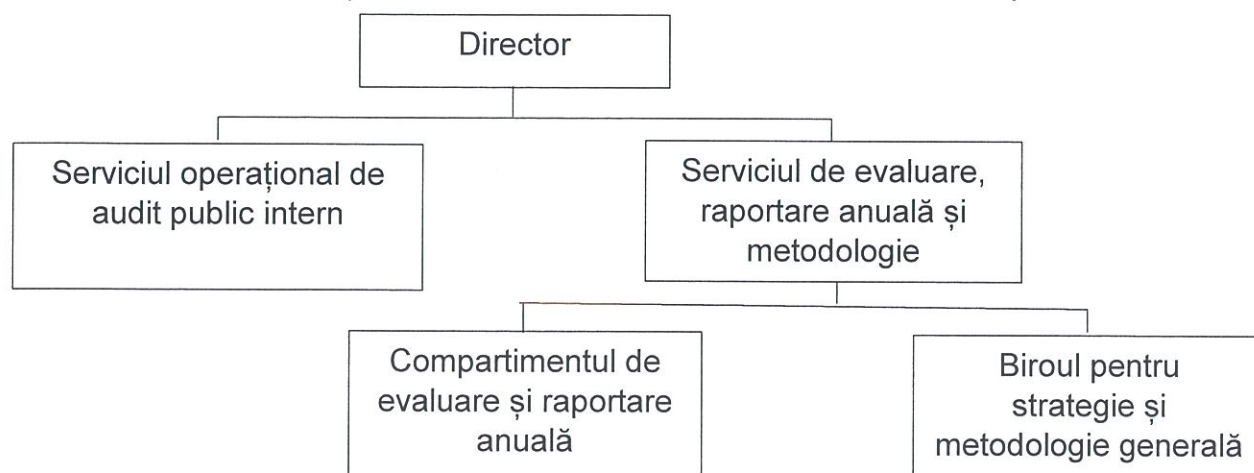 Director
Serviciul operațional de
audit public intern
Serviciul de evaluare,
raportare anuală și
metodologie
Compartimentul de
evaluare și raportare
anuală
Biroul pentru
strategie și
metodologie generală